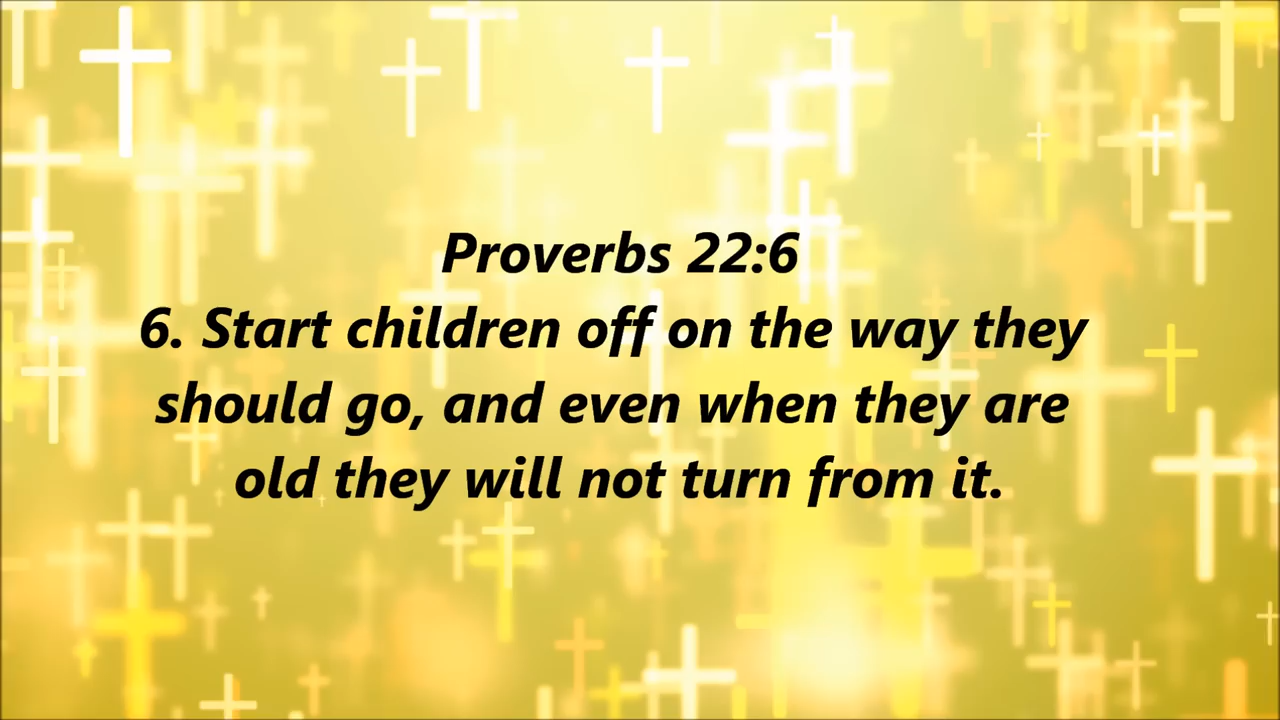 Proverbs 22:6
6. Start children off on the way they
should go, and even when they are
old they will not turn from it.